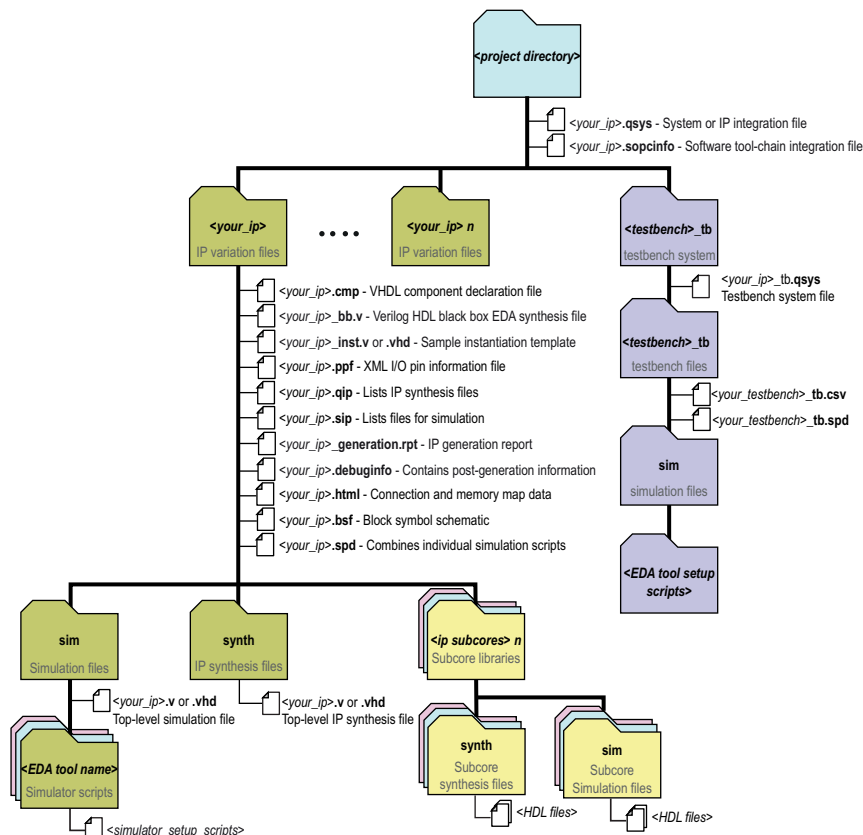 <project directory>
<your_ip>.qsys - System or IP integration file
<your_ip>.sopcinfo - Software tool-chain integration file
<your_ip>
IP variation files
<your_ip> n
IP variation files
<testbench>_tb
testbench system
<your_ip>_tb.qsys
Testbench system file
<your_ip>.cmp - VHDL component declaration file
<your_ip>_bb.v - Verilog HDL black box EDA synthesis file
<your_ip>_inst.v or .vhd - Sample instantiation template
<your_ip>.ppf - XML I/O pin information file
<your_ip>.qip - Lists IP synthesis files
<your_ip>.sip - Lists files for simulation
<your_ip>_generation.rpt - IP generation report
<your_ip>.debuginfo - Contains post-generation information
<your_ip>.html - Connection and memory map data
<your_ip>.bsf - Block symbol schematic
<your_ip>.spd - Combines individual simulation scripts
<testbench>_tb
testbench files
<your_testbench>_tb.csv
<your_testbench>_tb.spd
sim
simulation files
<EDA tool setup
scripts>
sim
Simulation files
<your_ip>.v or .vhd
Top-level simulation file
<EDA tool name>
Simulator scripts
<simulator_setup_scripts>
synth
IP synthesis files
<your_ip>.v or .vhd
Top-level IP synthesis file
<ip subcores> n
Subcore libraries
synth
Subcore
synthesis files
<HDL files>
sim
Subcore
Simulation files
<HDL files>